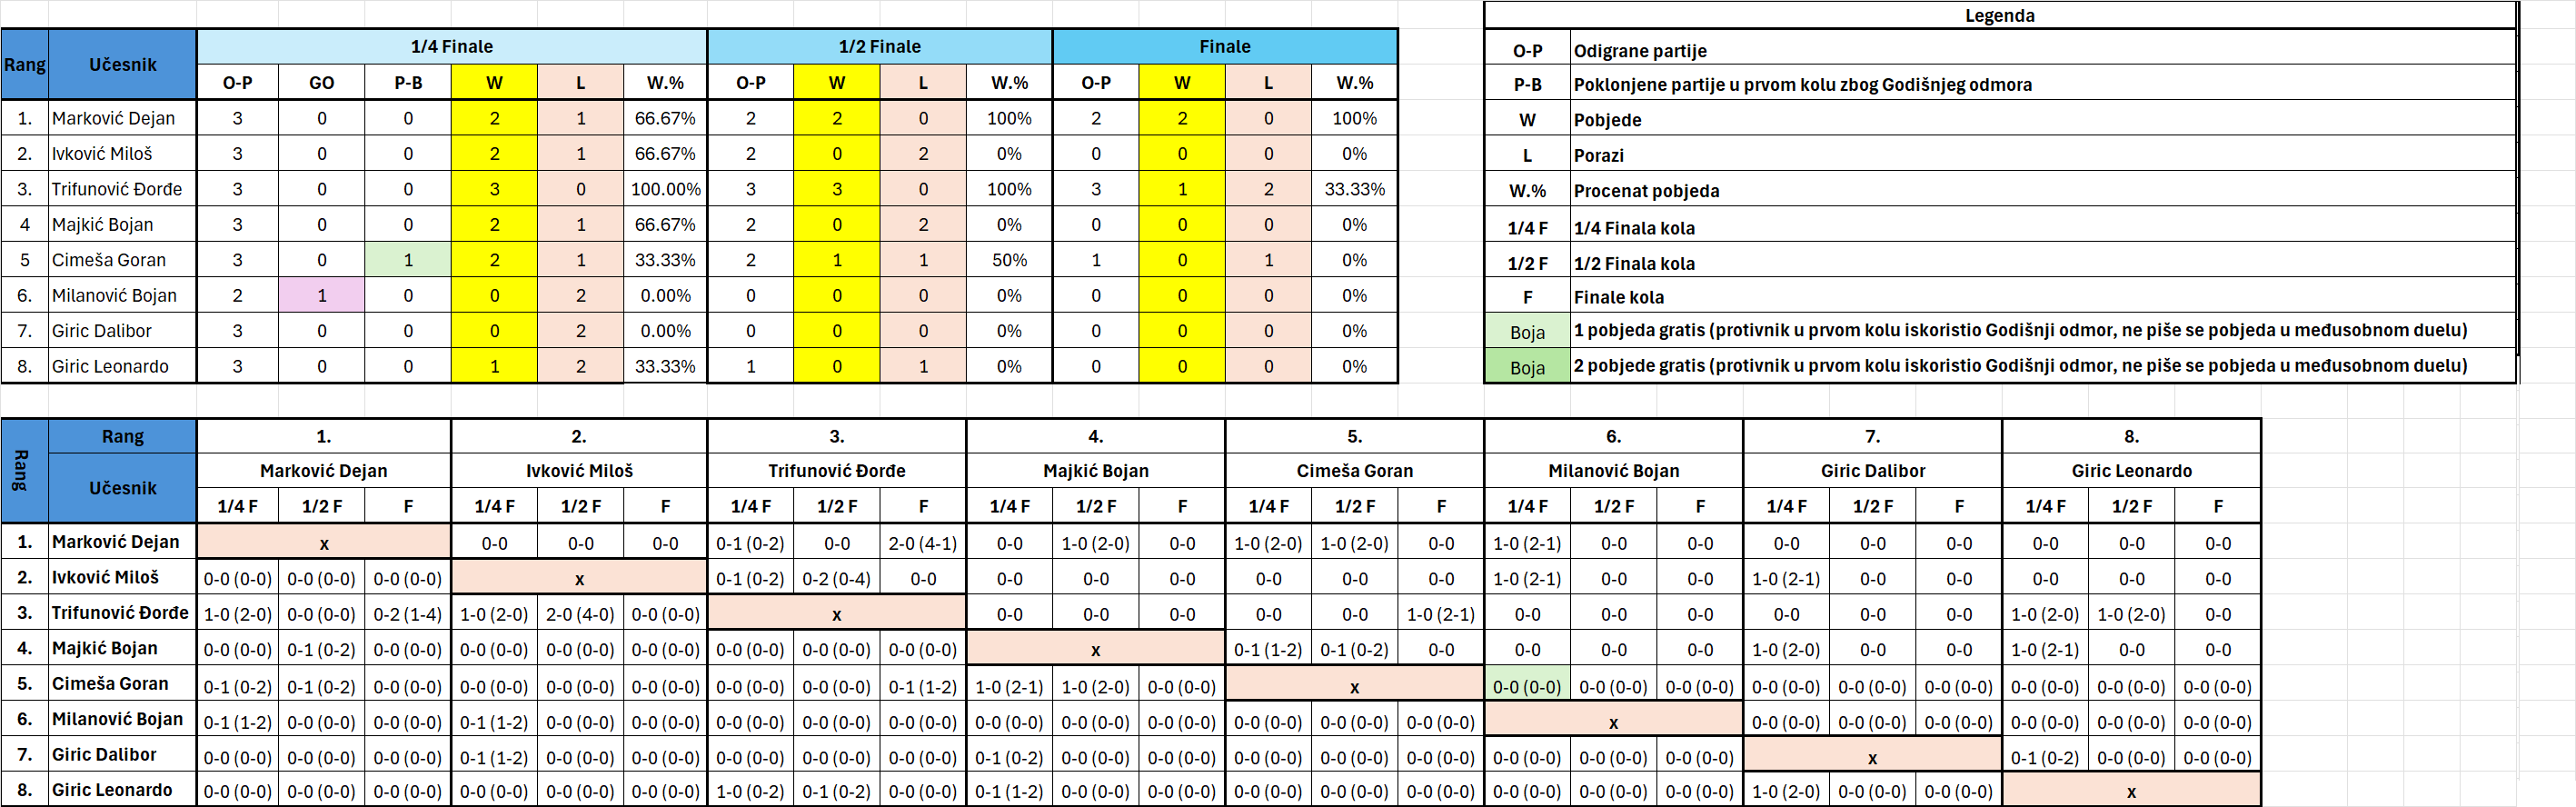 Legenda
Rang Učesnik 1/4 Finale 1/2 Finale Finale
O-P GO P-B W L W.% O-P W L W.% O-P W L W.%
1. Marković Dejan 3 0 0 2 1 66.67% 2 2 0 100% 2 2 0 100%
2. Ivković Miloš 3 0 0 2 1 66.67% 2 0 2 0% 0 0 0 0%
3. Trifunović Đorđe 3 0 0 3 0 100.00% 3 3 0 100% 3 1 2 33.33%
4 Majkić Bojan 3 0 0 2 1 66.67% 2 0 2 0% 0 0 0 0%
5 Cimeša Goran 3 0 1 2 1 33.33% 2 1 1 50% 1 0 1 0%
6. Milanović Bojan 2 1 0 0 2 0.00% 0 0 0 0% 0 0 0 0%
7. Giric Dalibor 3 0 0 0 2 0.00% 0 0 0 0% 0 0 0 0%
8. Giric Leonardo 3 0 0 1 2 33.33% 1 0 1 0% 0 0 0 0%
O-P Odigrane partije
P-B Poklonjene partije u prvom kolu zbog Godišnjeg odmora
W Pobjede
L Porazi
W.% Procenat pobjeda
1/4 F 1/4 Finala kola
1/2 F 1/2 Finala kola
F Finale kola
Boja 1 pobjeda gratis (protivnik u prvom kolu iskoristio Godišnji odmor, ne piše se pobjeda u međusobnom duelu)
Boja 2 pobjede gratis (protivnik u prvom kolu iskoristio Godišnji odmor, ne piše se pobjeda u međusobnom duelu)
Rang Rang 1. 2. 3. 4. 5. 6. 7. 8.
Učesnik Marković Dejan Ivković Miloš Trifunović Đorđe Majkić Bojan Cimeša Goran Milanović Bojan Giric Dalibor Giric Leonardo
1/4 F 1/2 F F 1/4 F 1/2 F F 1/4 F 1/2 F F 1/4 F 1/2 F F 1/4 F 1/2 F F 1/4 F 1/2 F F 1/4 F 1/2 F F 1/4 F 1/2 F F
1. Marković Dejan x 0-0 0-0 0-0 0-1 (0-2) 0-0 2-0 (4-1) 0-0 1-0 (2-0) 0-0 1-0 (2-0) 1-0 (2-0) 0-0 1-0 (2-1) 0-0 0-0 0-0 0-0 0-0 0-0 0-0 0-0
2. Ivković Miloš 0-0 (0-0) 0-0 (0-0) 0-0 (0-0) x 0-1 (0-2) 0-2 (0-4) 0-0 0-0 0-0 0-0 0-0 0-0 0-0 1-0 (2-1) 0-0 0-0 1-0 (2-1) 0-0 0-0 0-0 0-0 0-0
3. Trifunović Đorđe 1-0 (2-0) 0-0 (0-0) 0-2 (1-4) 1-0 (2-0) 2-0 (4-0) 0-0 (0-0) x 0-0 0-0 0-0 0-0 0-0 1-0 (2-1) 0-0 0-0 0-0 0-0 0-0 0-0 1-0 (2-0) 1-0 (2-0) 0-0
4. Majkić Bojan 0-0 (0-0) 0-1 (0-2) 0-0 (0-0) 0-0 (0-0) 0-0 (0-0) 0-0 (0-0) 0-0 (0-0) 0-0 (0-0) 0-0 (0-0) x 0-1 (1-2) 0-1 (0-2) 0-0 0-0 0-0 0-0 1-0 (2-0) 0-0 0-0 1-0 (2-1) 0-0 0-0
5. Cimeša Goran 0-1 (0-2) 0-1 (0-2) 0-0 (0-0) 0-0 (0-0) 0-0 (0-0) 0-0 (0-0) 0-0 (0-0) 0-0 (0-0) 0-1 (1-2) 1-0 (2-1) 1-0 (2-0) 0-0 (0-0) x 0-0 (0-0) 0-0 (0-0) 0-0 (0-0) 0-0 (0-0) 0-0 (0-0) 0-0 (0-0) 0-0 (0-0) 0-0 (0-0) 0-0 (0-0)
6. Milanović Bojan 0-1 (1-2) 0-0 (0-0) 0-0 (0-0) 0-1 (1-2) 0-0 (0-0) 0-0 (0-0) 0-0 (0-0) 0-0 (0-0) 0-0 (0-0) 0-0 (0-0) 0-0 (0-0) 0-0 (0-0) 0-0 (0-0) 0-0 (0-0) 0-0 (0-0) x 0-0 (0-0) 0-0 (0-0) 0-0 (0-0) 0-0 (0-0) 0-0 (0-0) 0-0 (0-0)
7. Giric Dalibor 0-0 (0-0) 0-0 (0-0) 0-0 (0-0) 0-1 (1-2) 0-0 (0-0) 0-0 (0-0) 0-0 (0-0) 0-0 (0-0) 0-0 (0-0) 0-1 (0-2) 0-0 (0-0) 0-0 (0-0) 0-0 (0-0) 0-0 (0-0) 0-0 (0-0) 0-0 (0-0) 0-0 (0-0) 0-0 (0-0) x 0-1 (0-2) 0-0 (0-0) 0-0 (0-0)
8. Giric Leonardo 0-0 (0-0) 0-0 (0-0) 0-0 (0-0) 0-0 (0-0) 0-0 (0-0) 0-0 (0-0) 1-0 (0-2) 0-1 (0-2) 0-0 (0-0) 0-1 (1-2) 0-0 (0-0) 0-0 (0-0) 0-0 (0-0) 0-0 (0-0) 0-0 (0-0) 0-0 (0-0) 0-0 (0-0) 0-0 (0-0) 1-0 (2-0) 0-0 (0-0) 0-0 (0-0) x